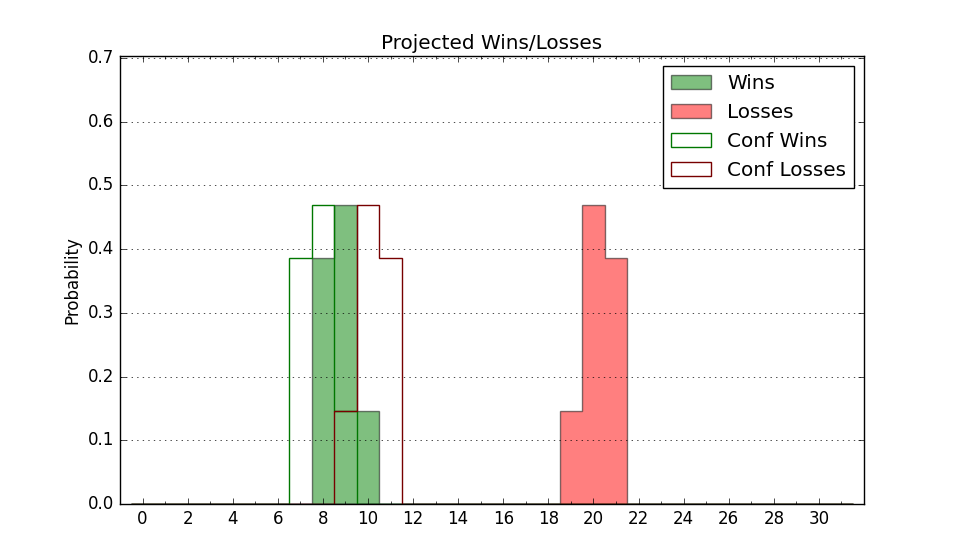 Projected Wins/Losses
Probability
0.7
0.6
0.5
0.4
0.3
0.2
0.1
0.0
Wins
Losses
Conf Wins
Conf Losses
0 2 4 6 8 10 12 14 16 18 20 22 24 26 28 30